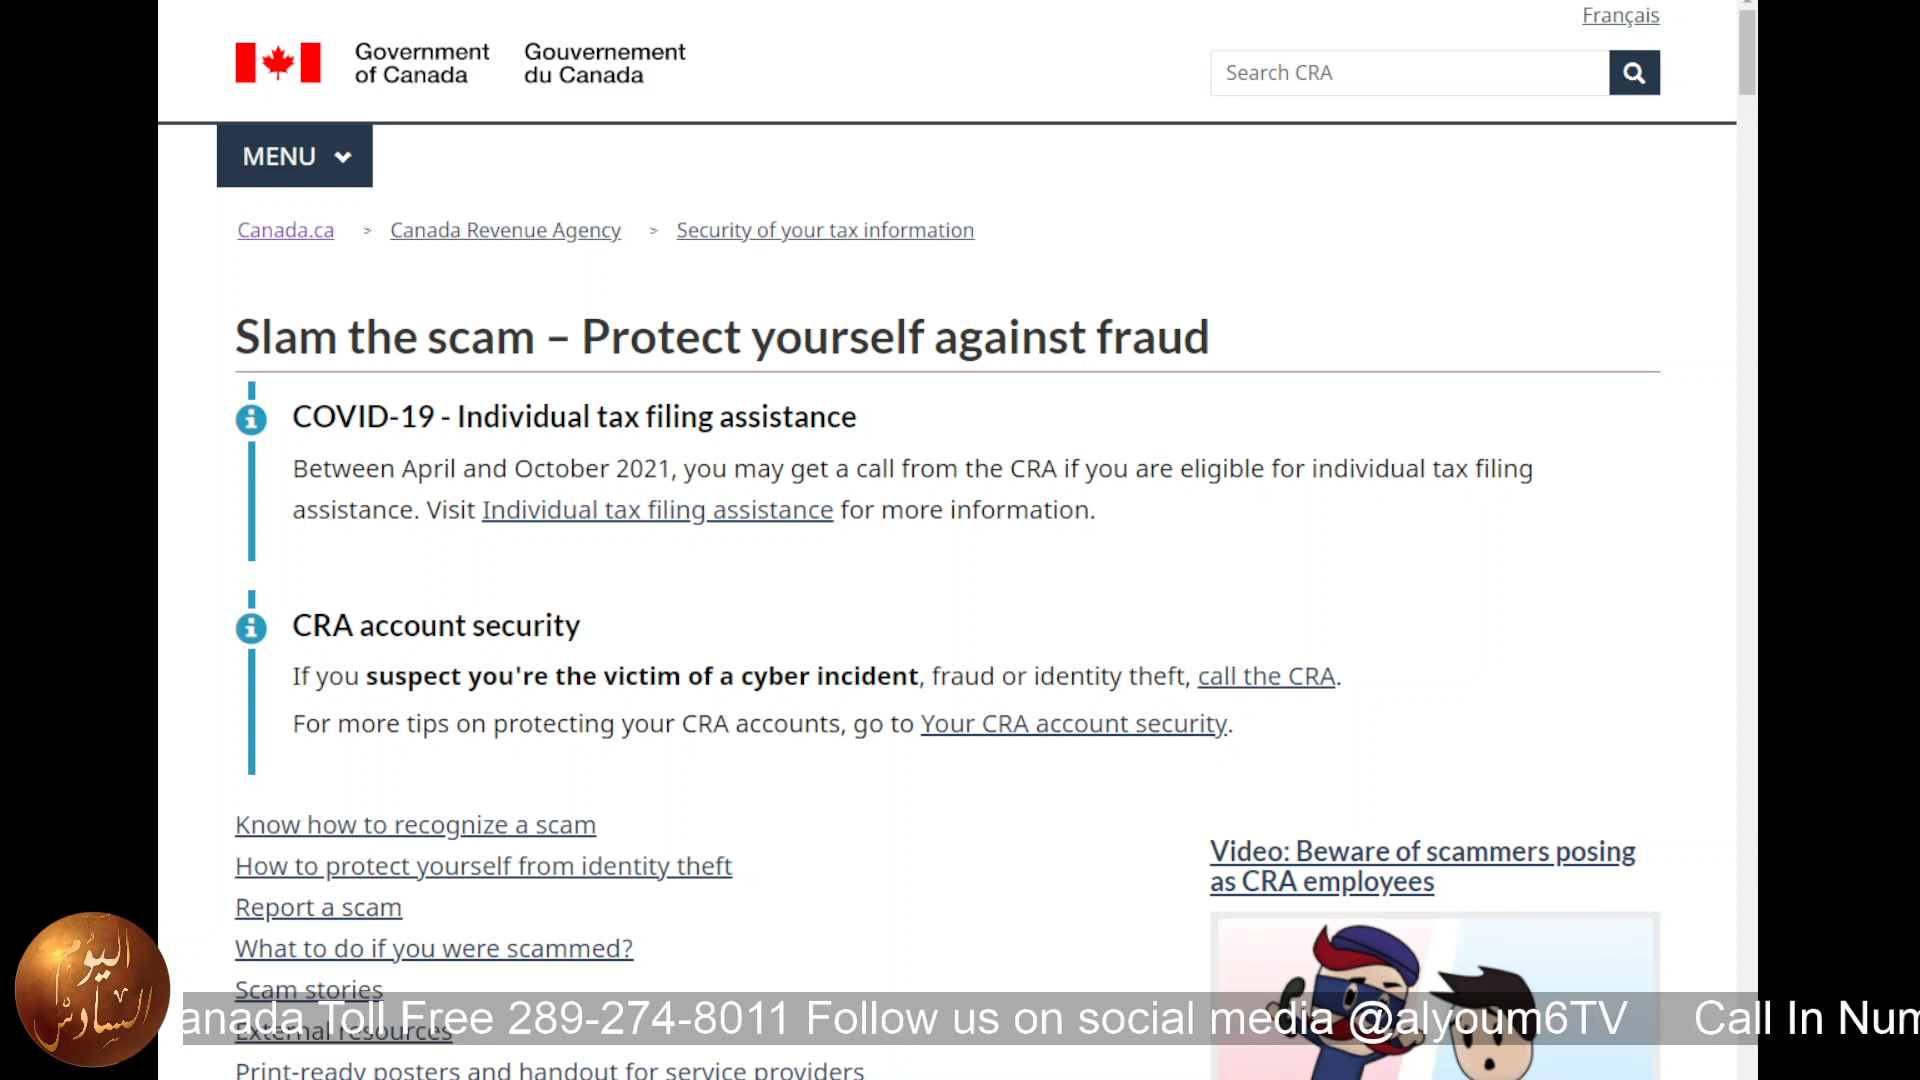 Français
Government of Canada
Gouvernement du Canada
Search CRA
MENU
Canada.ca > Canada Revenue Agency > Security of your tax information
Slam the scam – Protect yourself against fraud
COVID-19 - Individual tax filing assistance
Between April and October 2021, you may get a call from the CRA if you are eligible for individual tax filing
assistance. Visit Individual tax filing assistance for more information.
CRA account security
If you suspect you're the victim of a cyber incident, fraud or identity theft, call the CRA.
For more tips on protecting your CRA accounts, go to Your CRA account security.
Know how to recognize a scam
How to protect yourself from identity theft
Report a scam
What to do if you were scammed?
Scam stories
External resources
Print-ready posters and handout for service providers
Video: Beware of scammers posing
as CRA employees
اليوم
السادس
anada Toll Free 289-274-8011 Follow us on social media @alyoum6TV Call In Num